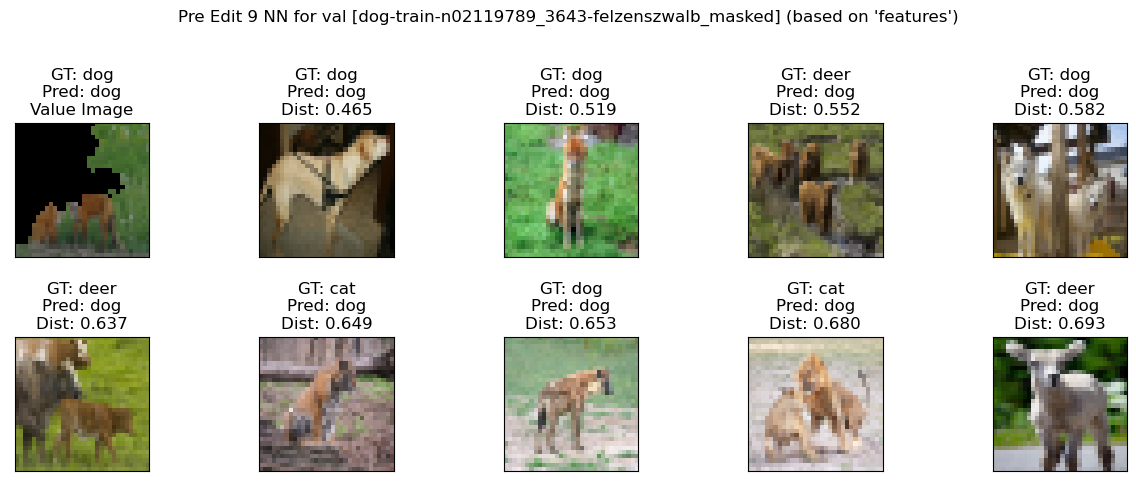 Pre Edit 9 NN for val [dog-train-n02119789_3643-felzenszwalb_masked] (based on 'features')
GT: dog
Pred: dog
Value Image
GT: dog
Pred: dog
Dist: 0.465
GT: dog
Pred: dog
Dist: 0.519
GT: deer
Pred: dog
Dist: 0.552
GT: dog
Pred: dog
Dist: 0.582
GT: deer
Pred: dog
Dist: 0.637
GT: cat
Pred: dog
Dist: 0.649
GT: dog
Pred: dog
Dist: 0.653
GT: cat
Pred: dog
Dist: 0.680
GT: deer
Pred: dog
Dist: 0.693